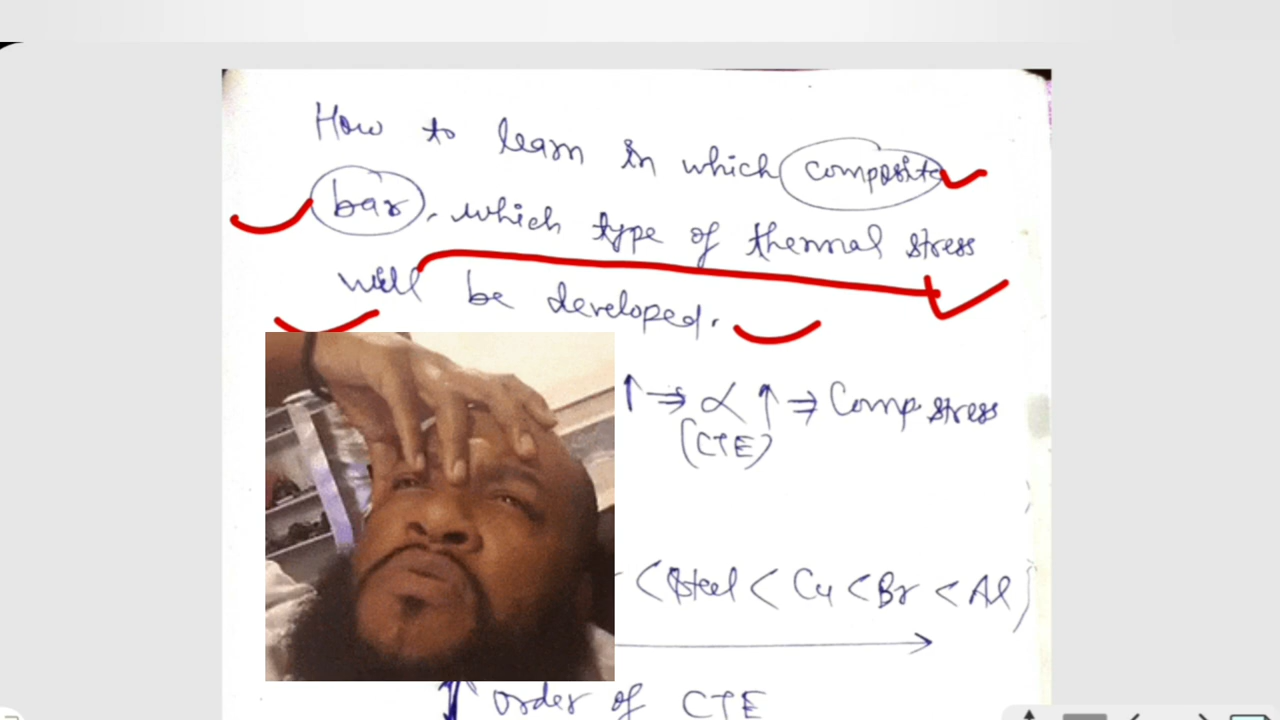 How to learn in which composite
bar, which type of thermal stress
will be developed.
↑ ⇒ α ↑ ⇒ Comp. stress
(CTE)
< Steel < Cu < Br < Al)
↑ order of CTE